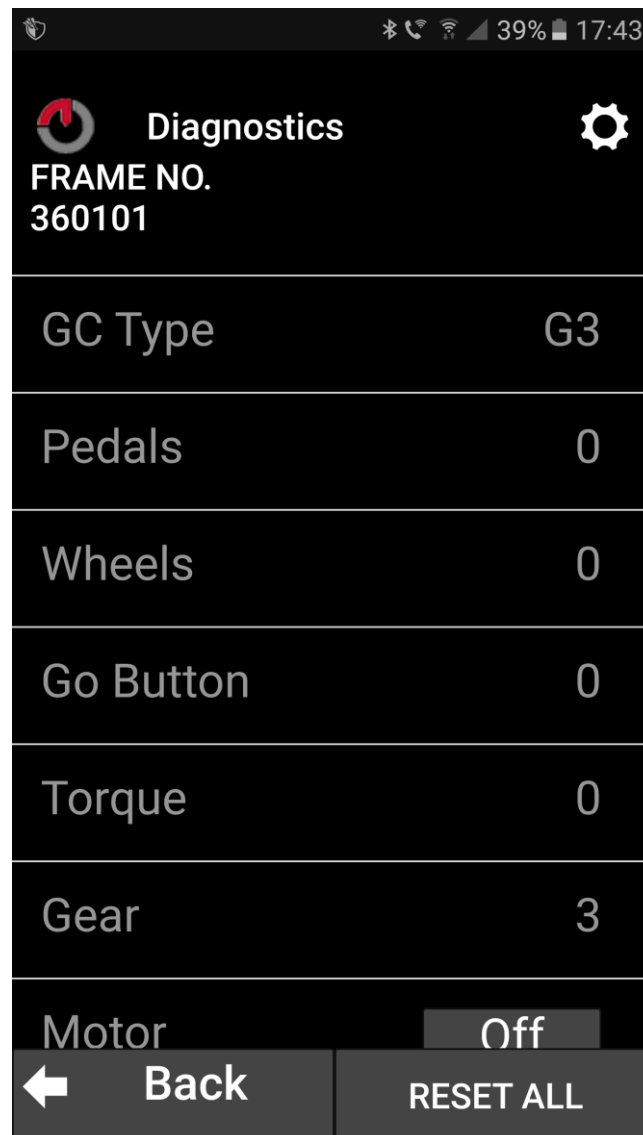 39% 17:43
Diagnostics
FRAME NO.
360101
GC Type G3
Pedals 0
Wheels 0
Go Button 0
Torque 0
Gear 3
Motor Off
Back RESET ALL